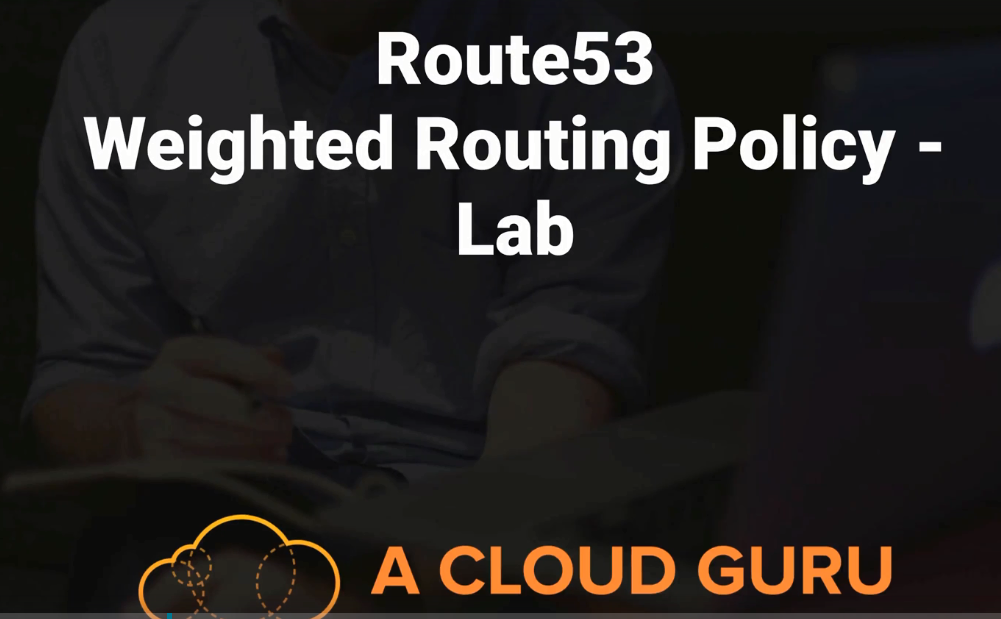 Route53
Weighted Routing Policy -
Lab
A CLOUD GURU